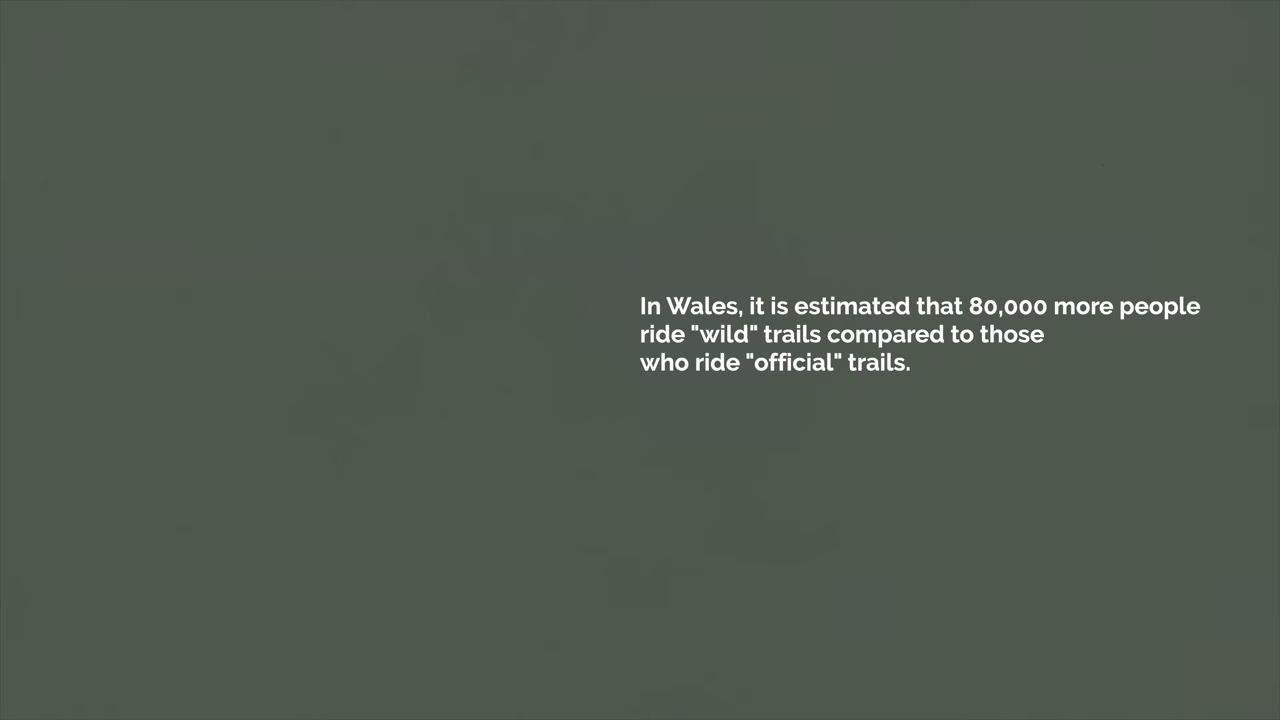 In Wales, it is estimated that 80,000 more people
ride "wild" trails compared to those
who ride "official" trails.